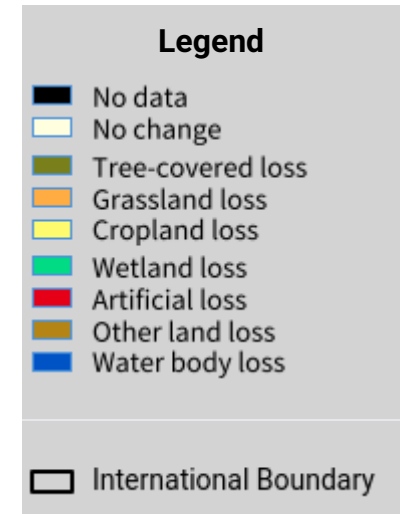 Legend
No data
No change
Tree-covered loss
Grassland loss
Cropland loss
Wetland loss
Artificial loss
Other land loss
Water body loss
International Boundary